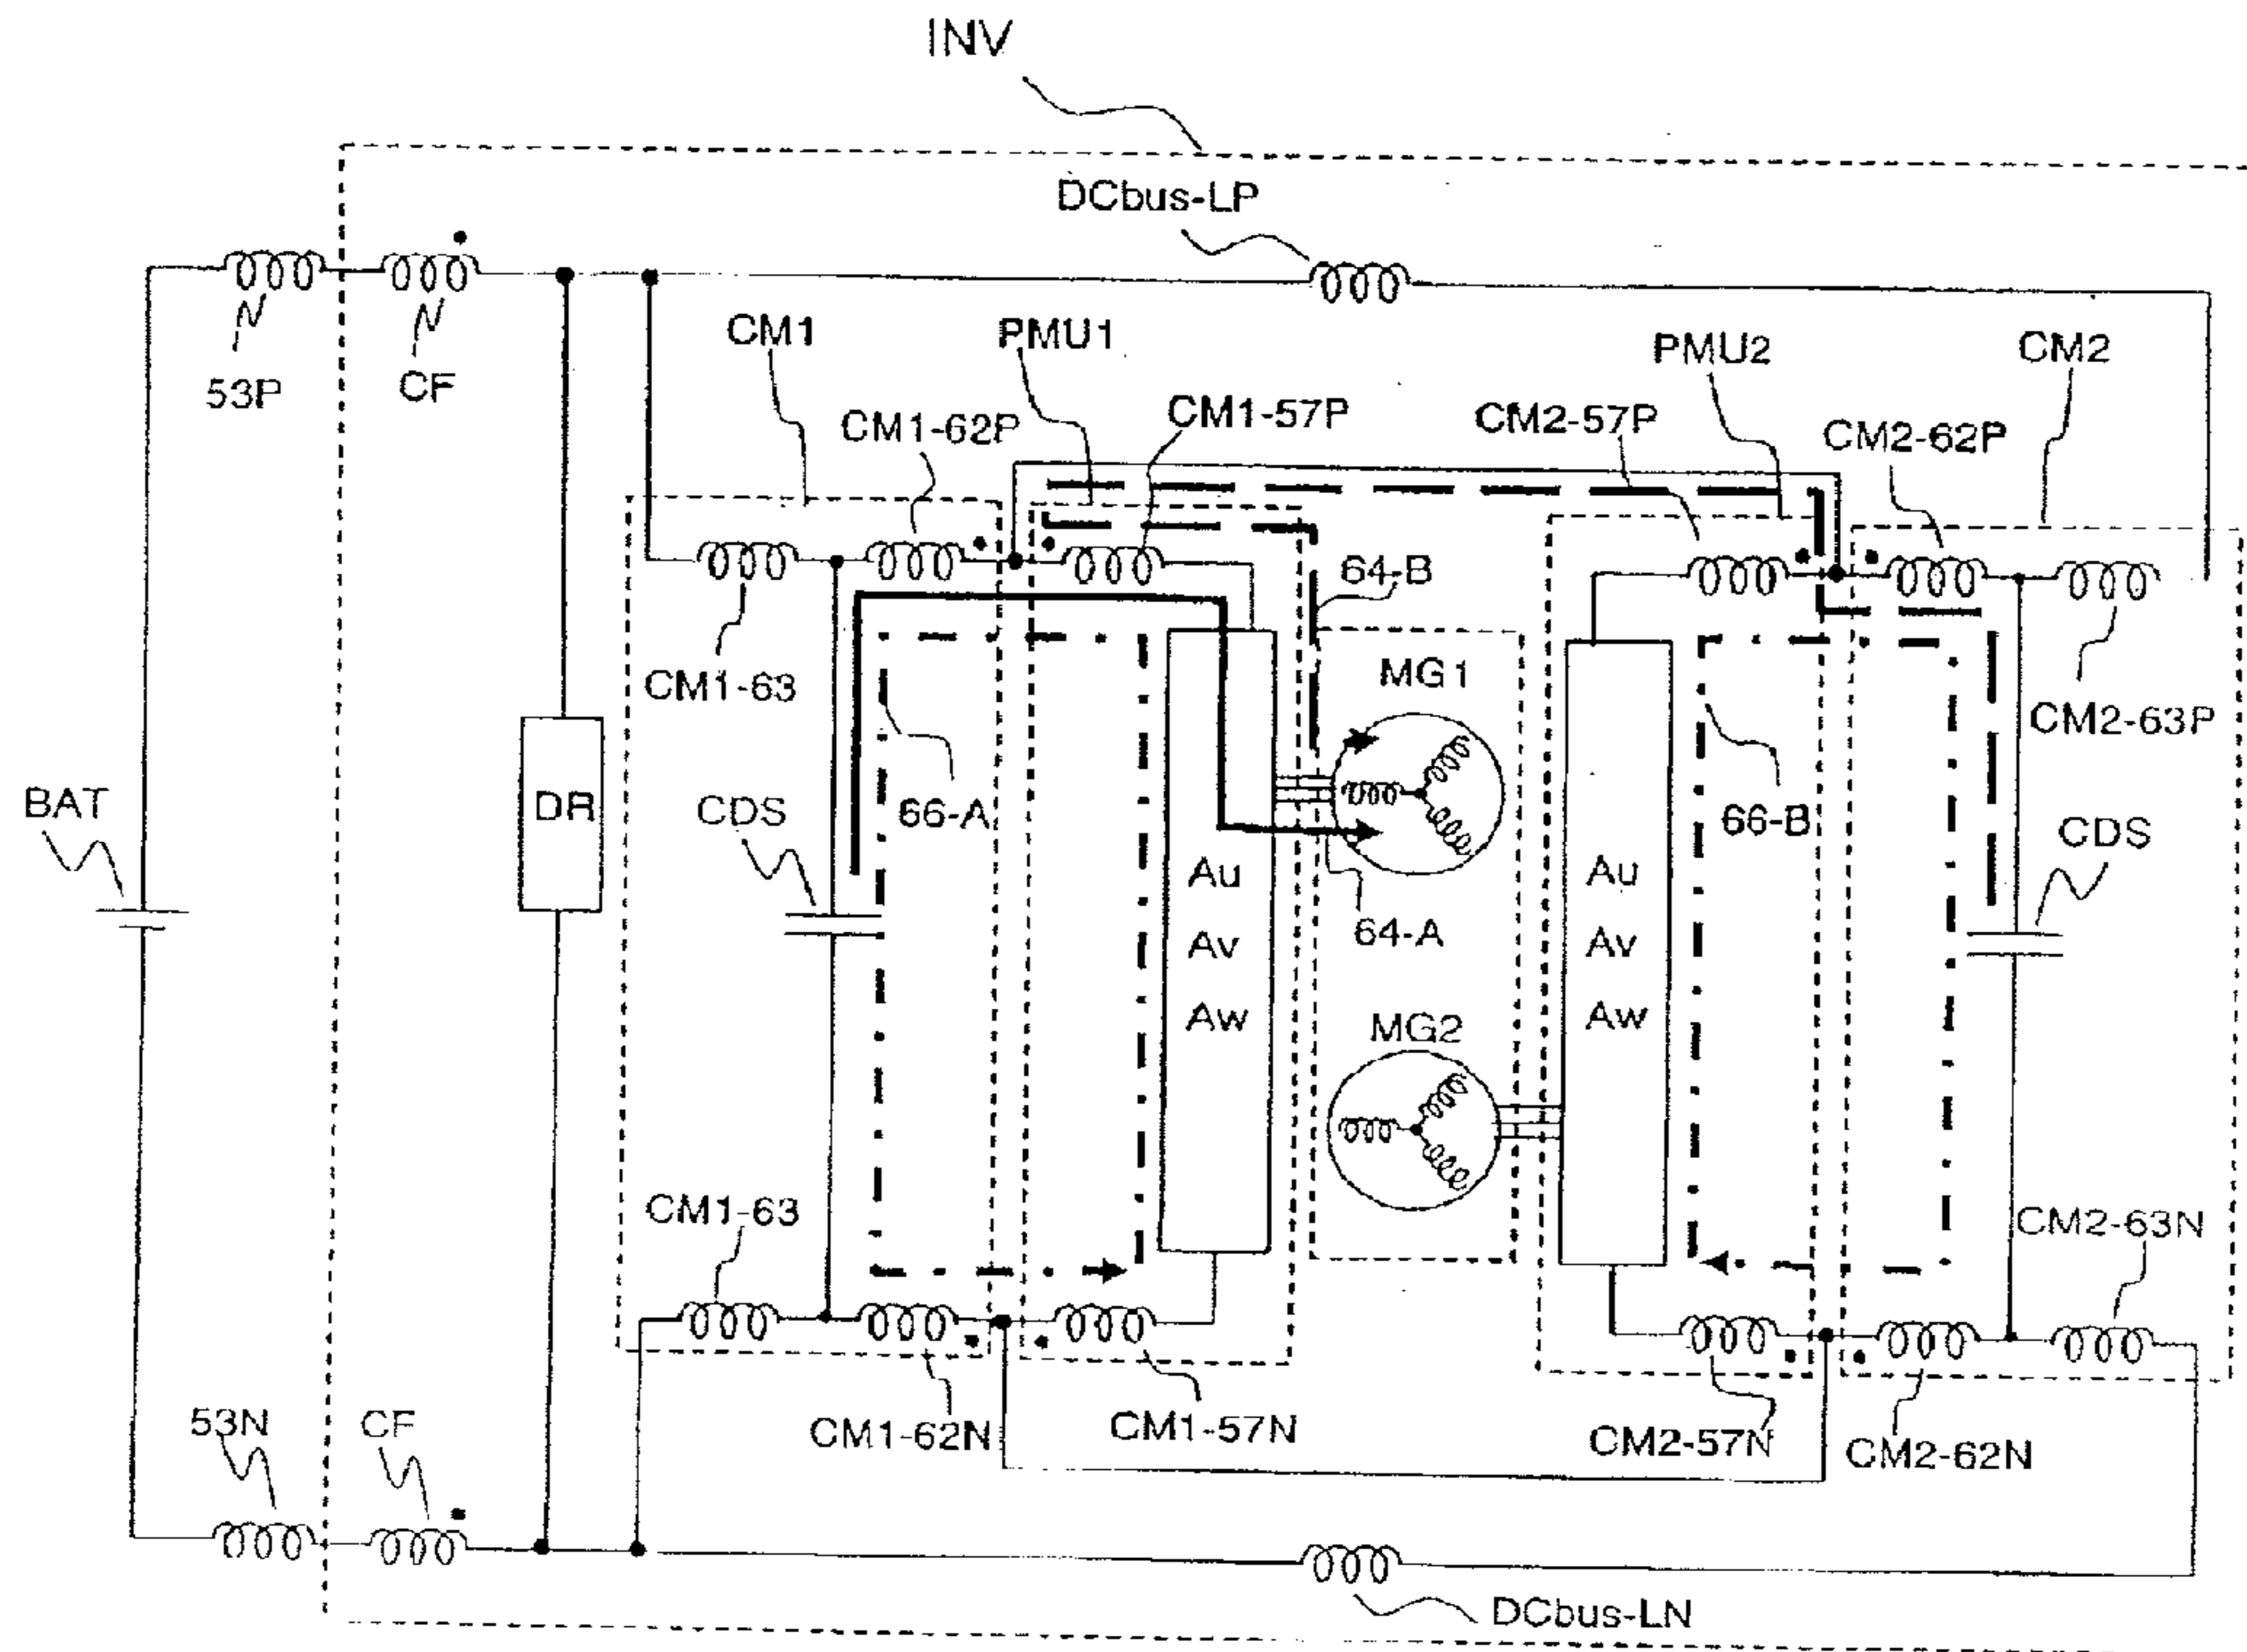 INV
DCbus-LP
53P
CF
CM1
PMU1
PMU2
CM2
CM1-62P
CM1-57P
CM2-57P
CM2-62P
64-B
CM1-63
MG1
CM2-63P
BAT
DR
CDS
66-A
66-B
CDS
Au
Av
Aw
64-A
Au
Av
Aw
MG2
CM1-63
CM2-63N
53N
CF
CM1-62N
CM1-57N
CM2-57N
CM2-62N
DCbus-LN